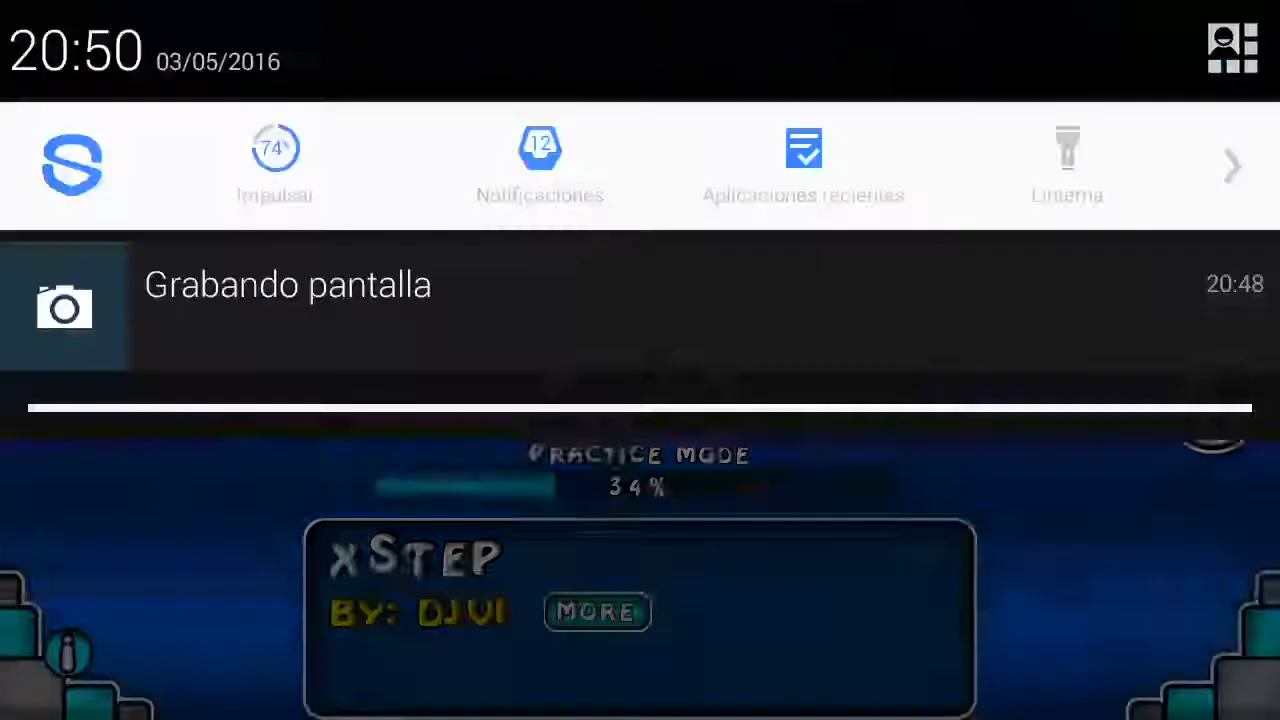 20:50 03/05/2016
74%
12
Impulsar
Notificaciones
Aplicaciones recientes
Linterna
Grabando pantalla
20:48
PRACTICE MODE
34%
XSTEP
BY: DJVI
MORE